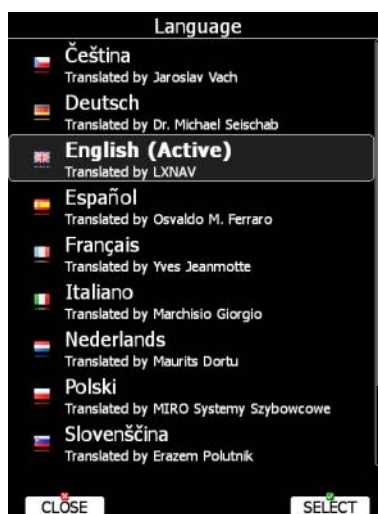 Language
Čeština
Translated by Jaroslav Vach
Deutsch
Translated by Dr. Michael Seischab
English (Active)
Translated by LXNAV
Español
Translated by Osvaldo M. Ferraro
Français
Translated by Yves Jeanmotte
Italiano
Translated by Marchisio Giorgio
Nederlands
Translated by Maurits Dortu
Polski
Translated by MIRO Systemy Szybowcowe
Slovenščina
Translated by Erazem Polutnik
CLOSE SELECT